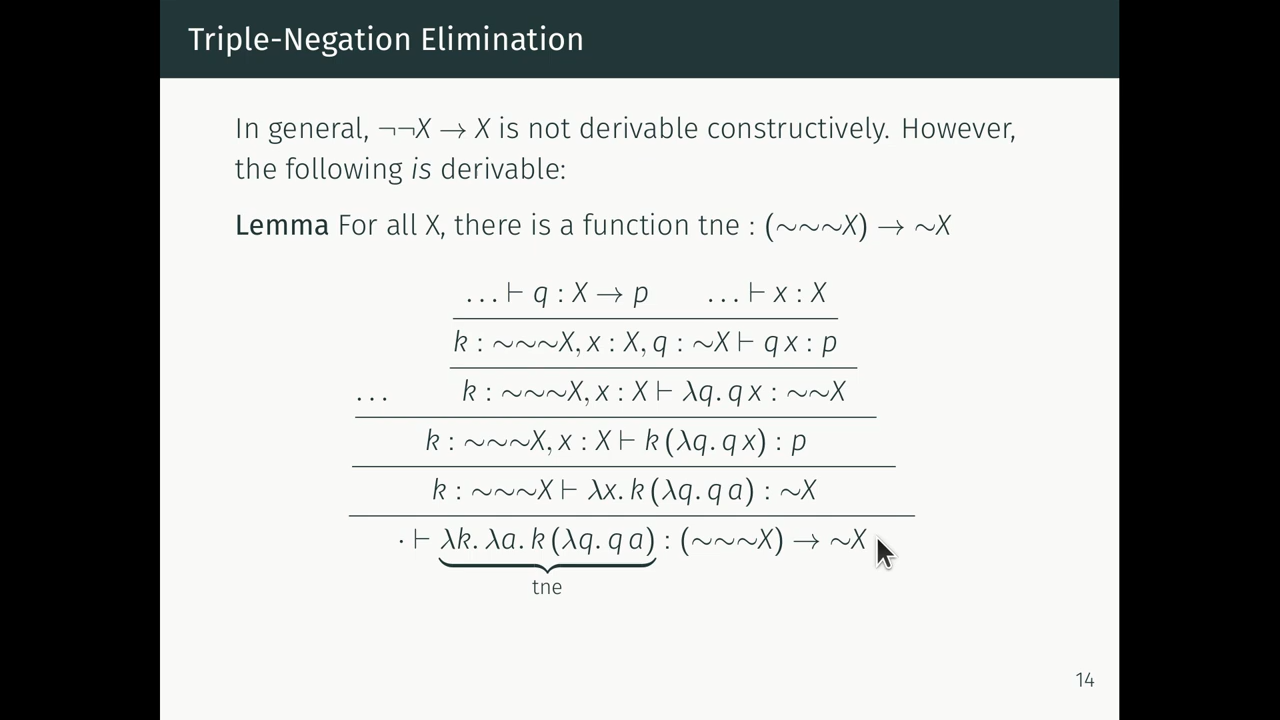 Triple-Negation Elimination
In general, ¬¬X → X is not derivable constructively. However,
the following is derivable:
Lemma For all X, there is a function tne : (∼∼∼X) → ∼X
... ⊢ q : X → p ... ⊢ x : X
k : ∼∼∼X, x : X, q : ∼X ⊢ q x : p
... k : ∼∼∼X, x : X ⊢ λq. q x : ∼∼X
k : ∼∼∼X, x : X ⊢ k (λq. q x) : p
k : ∼∼∼X ⊢ λx. k (λq. q a) : ∼X
· ⊢ λk. λa. k (λq. q a) : (∼∼∼X) → ∼X
tne
14